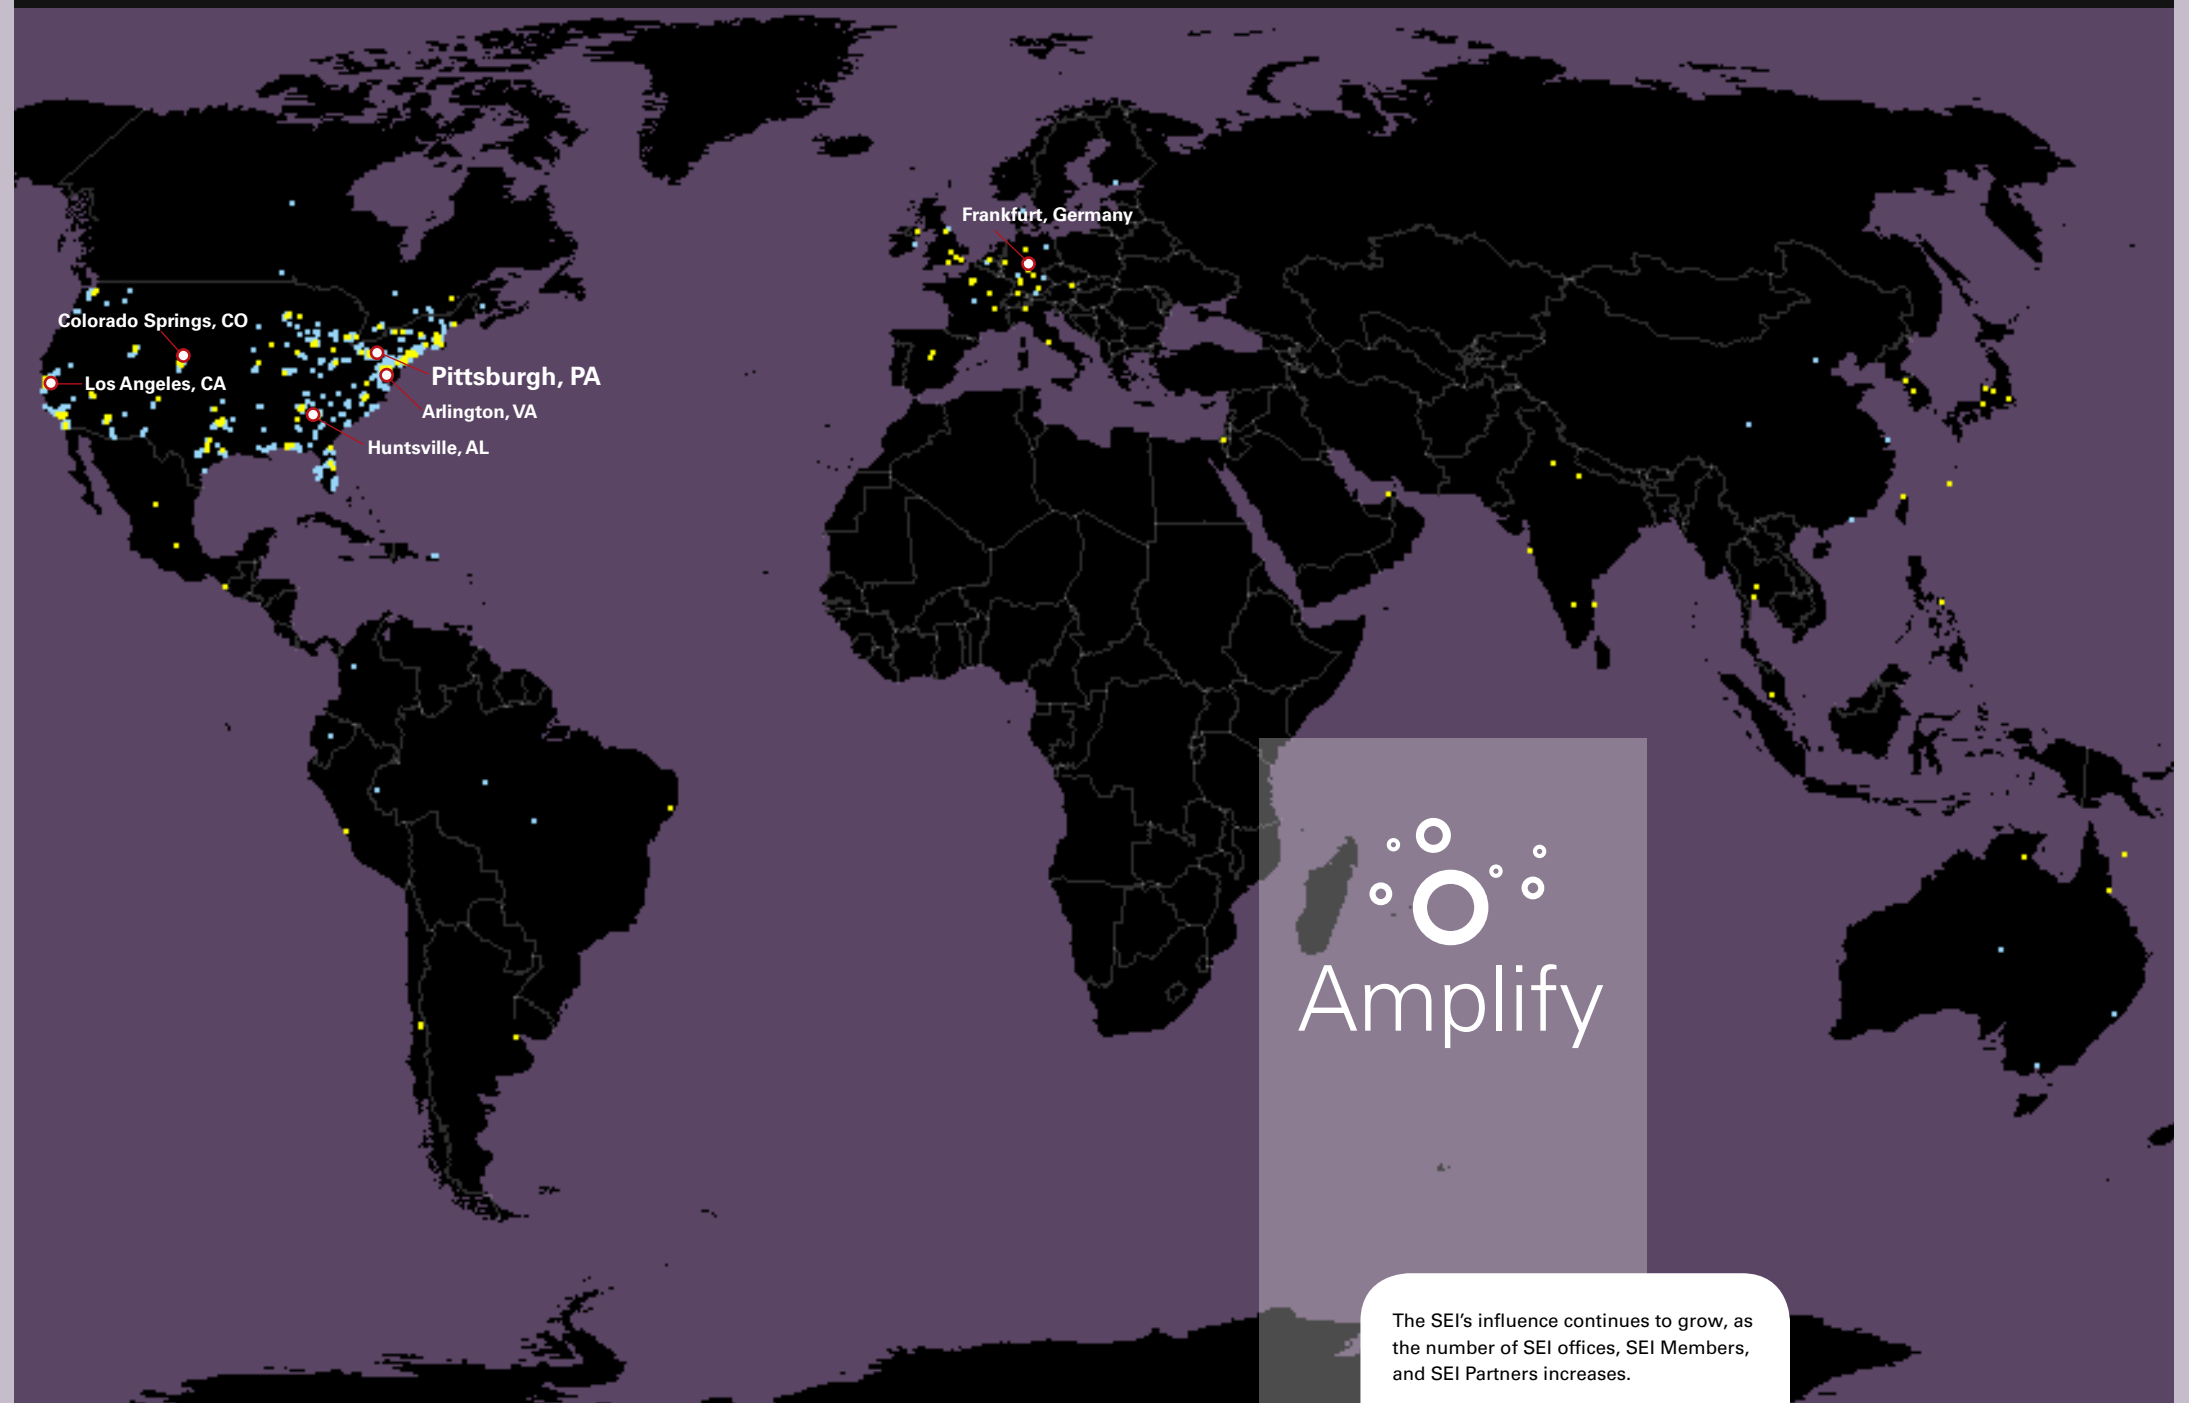 Frankfurt, Germany
Colorado Springs, CO
Los Angeles, CA
Pittsburgh, PA
Arlington, VA
Huntsville, AL
Amplify
The SEI’s influence continues to grow, as
the number of SEI offices, SEI Members,
and SEI Partners increases.